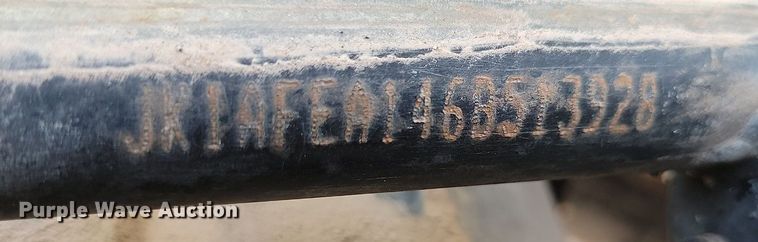 JK1AFEA146B513928
Purple Wave Auction